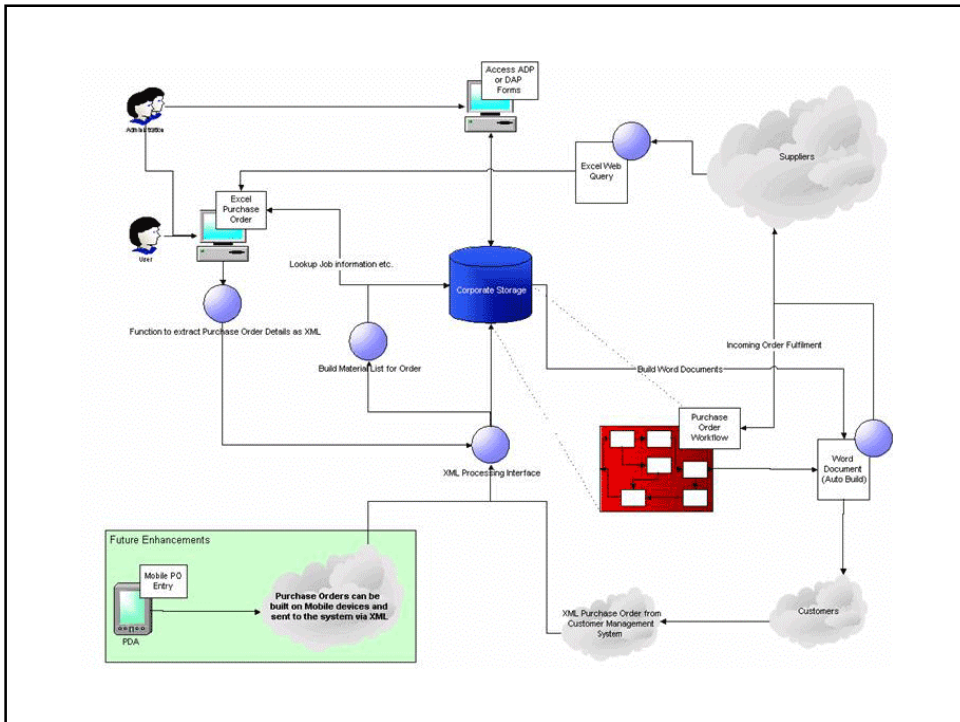 Access ADP
or DAP
Forms
Administrator
Suppliers
Excel Web
Query
Excel
Purchase
Order
User
Lookup Job information etc.
Corporate Storage
Function to extract Purchase Order Details as XML
Incoming Order Fulfilment
Build Material List for Order
Build Word Documents
Purchase
Order
Workflow
XML Processing Interface
Word
Document
(Auto Build)
Future Enhancements
Mobile PO
Entry
PDA
Purchase Orders can be
built on Mobile devices and
sent to the system via XML
XML Purchase Order from
Customer Management
System
Customers